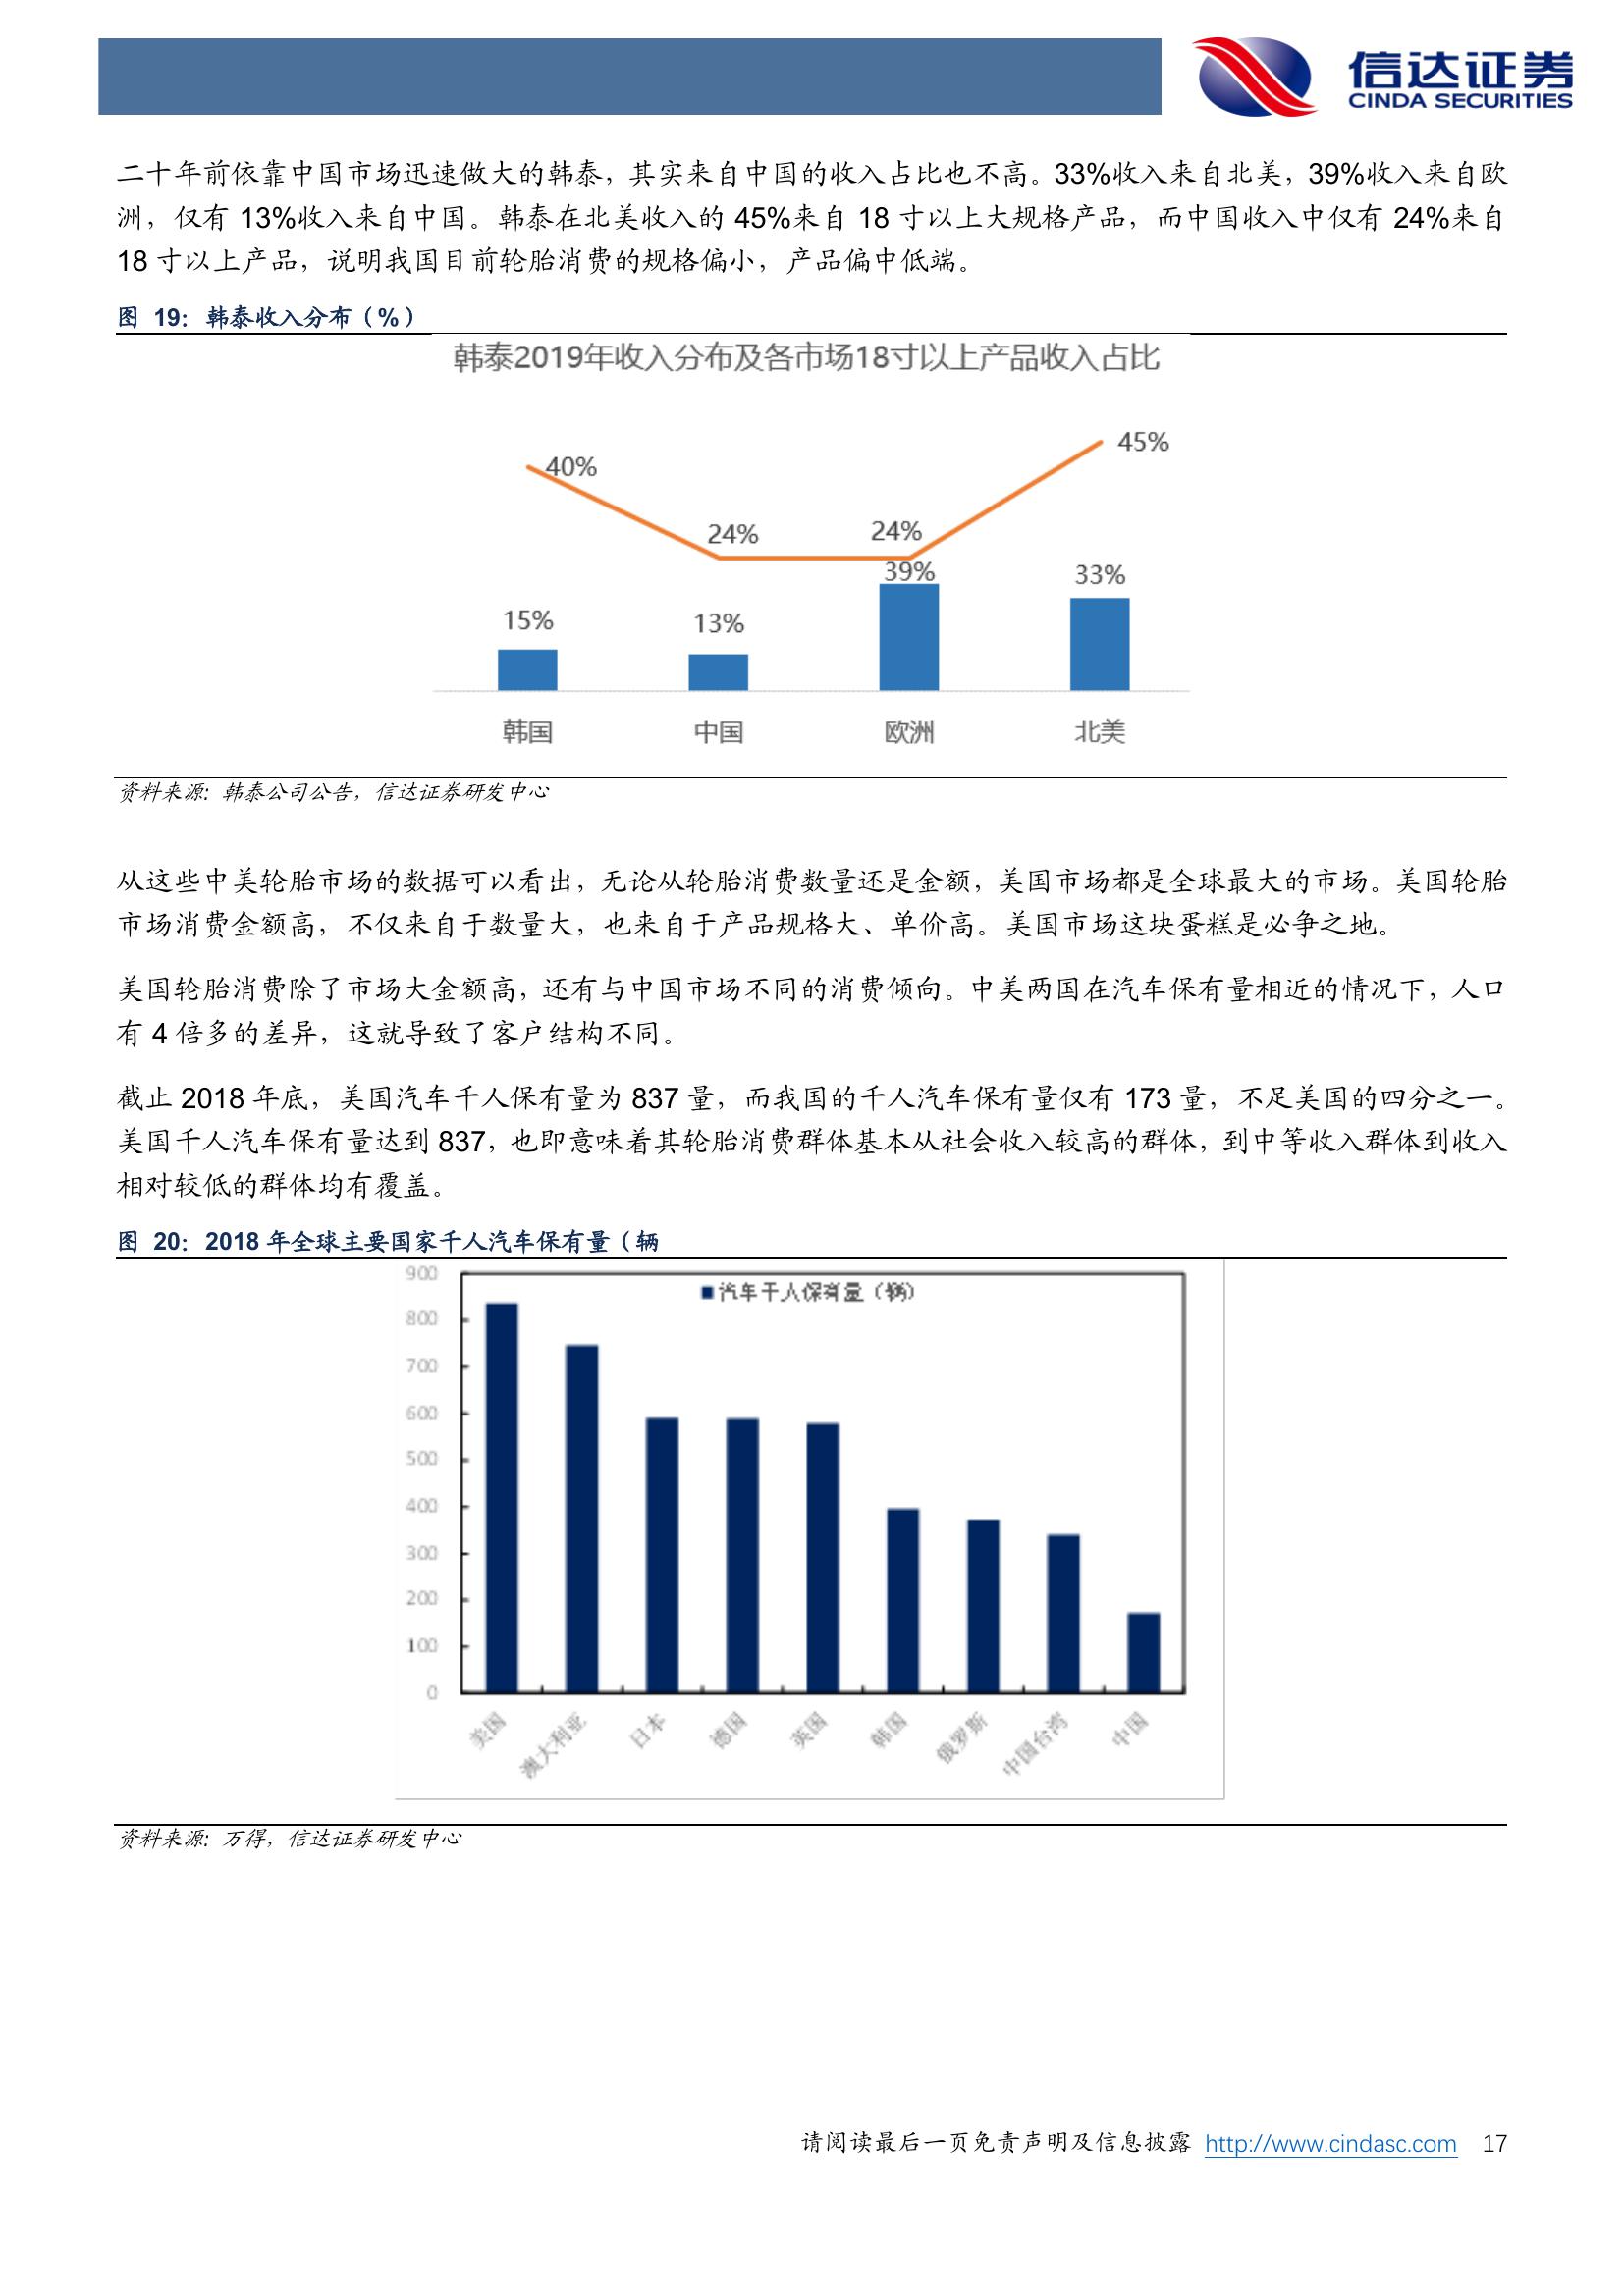 信达证券
CINDA SECURITIES
二十年前依靠中国市场迅速做大的韩泰，其实来自中国的收入占比也不高。33%收入来自北美，39%收入来自欧
洲，仅有 13%收入来自中国。韩泰在北美收入的 45%来自 18 寸以上大规格产品，而中国收入中仅有 24%来自
18 寸以上产品，说明我国目前轮胎消费的规格偏小，产品偏中低端。
图 19：韩泰收入分布（%）
韩泰2019年收入分布及各市场18寸以上产品收入占比
45%
40%
24%
24%
39%
33%
15%
13%
韩国
中国
欧洲
北美
资料来源：韩泰公司公告，信达证券研发中心
从这些中美轮胎市场的数据可以看出，无论从轮胎消费数量还是金额，美国市场都是全球最大的市场。美国轮胎
市场消费金额高，不仅来自于数量大，也来自于产品规格大、单价高。美国市场这块蛋糕是必争之地。
美国轮胎消费除了市场大金额高，还有与中国市场不同的消费倾向。中美两国在汽车保有量相近的情况下，人口
有 4 倍多的差异，这就导致了客户结构不同。
截止 2018 年底，美国汽车千人保有量为 837 量，而我国的千人汽车保有量仅有 173 量，不足美国的四分之一。
美国千人汽车保有量达到 837，也即意味着其轮胎消费群体基本从社会收入较高的群体，到中等收入群体到收入
相对较低的群体均有覆盖。
图 20：2018 年全球主要国家千人汽车保有量（辆
汽车千人保有量（辆）
900
800
700
600
500
400
300
200
100
0
美国
澳大利亚
日本
德国
英国
韩国
俄罗斯
中国台湾
中国
资料来源：万得，信达证券研发中心
请阅读最后一页免责声明及信息披露 http://www.cindasc.com 17